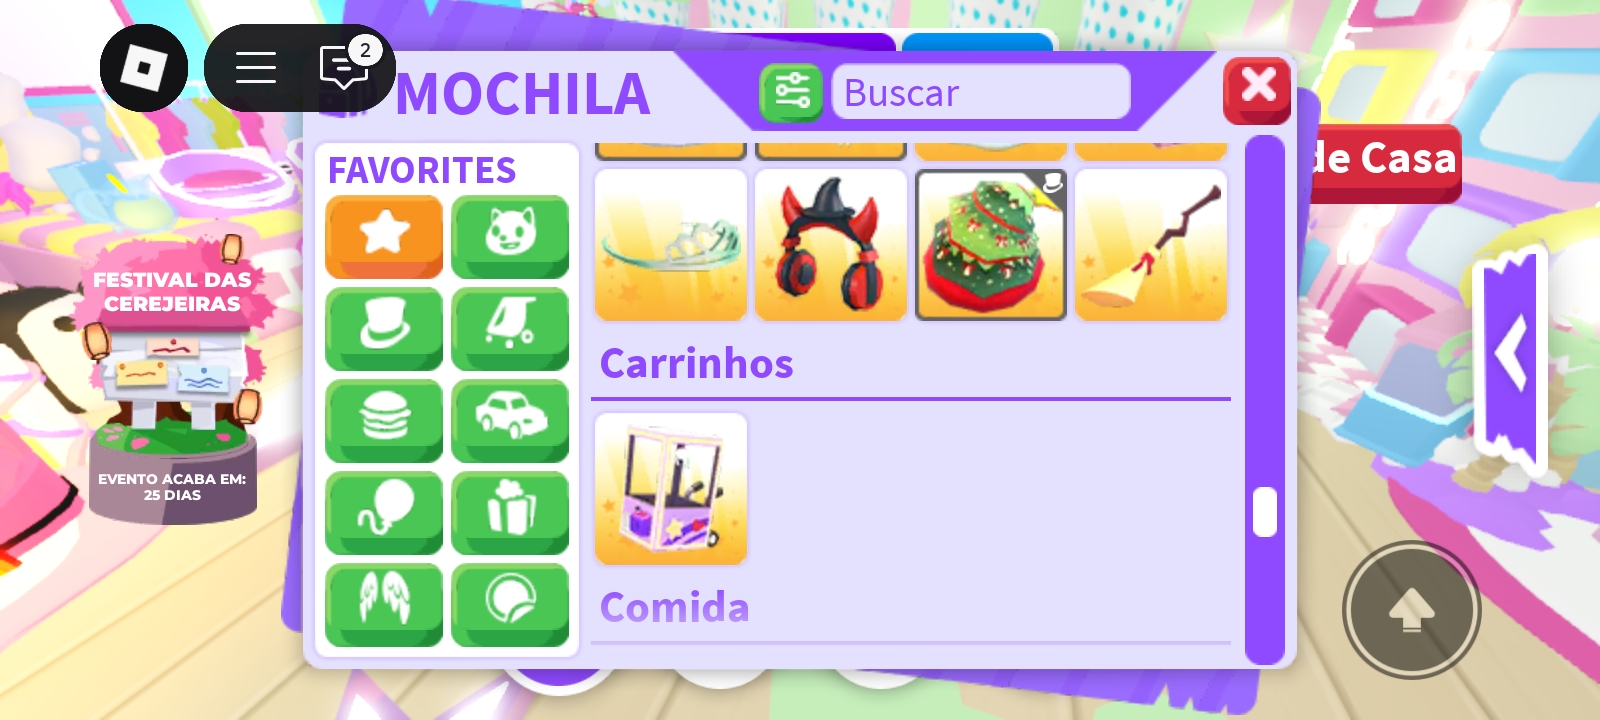 2
MOCHILA
Buscar
de Casa
FAVORITES
FESTIVAL DAS
CEREJEIRAS
EVENTO ACABA EM:
25 DIAS
Carrinhos
Comida